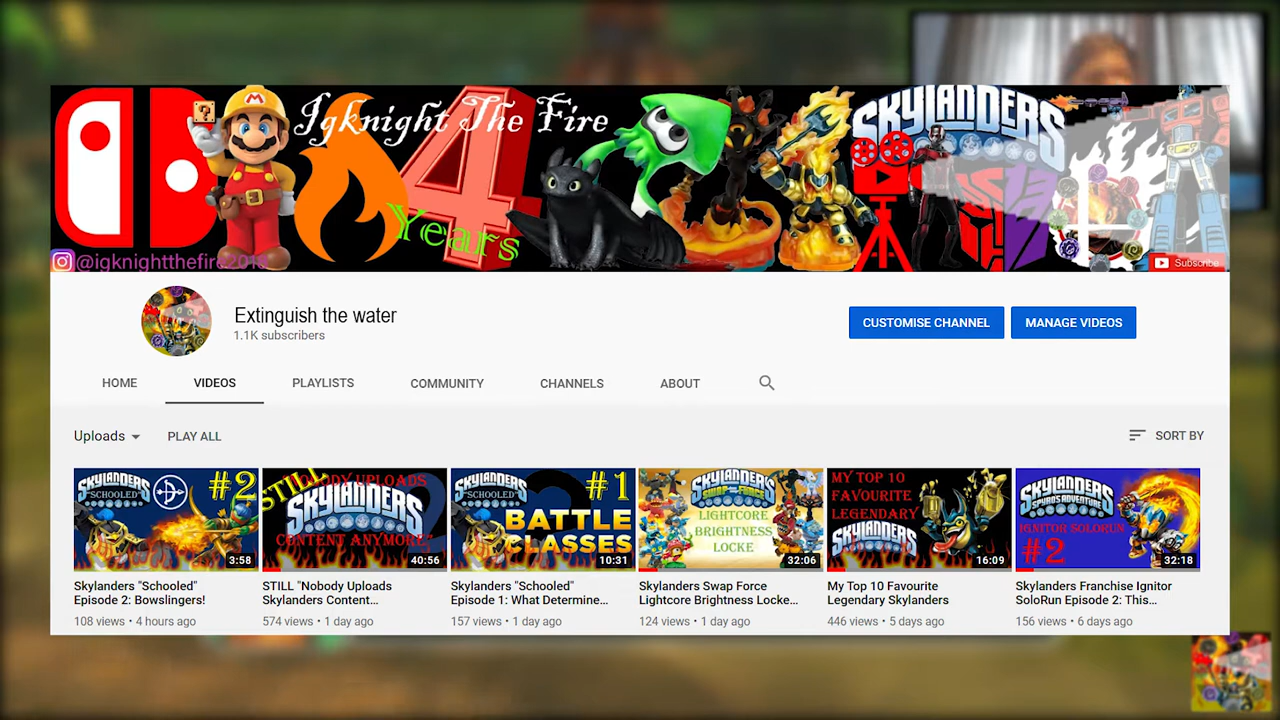 Igknight The Fire
4
Years
SKYLANDERS
@igknightthefire2018
Subscribe
Extinguish the water
1.1K subscribers
CUSTOMISE CHANNEL
MANAGE VIDEOS
HOME
VIDEOS
PLAYLISTS
COMMUNITY
CHANNELS
ABOUT
Uploads
PLAY ALL
SORT BY
SKYLANDERS
"SCHOOLED"
#2
3:58
STILL
"NOBODY UPLOADS
SKYLANDERS
CONTENT ANYMORE"
40:56
SKYLANDERS
"SCHOOLED"
#1
BATTLE
CLASSES
10:31
SKYLANDERS
SWAP FORCE
LIGHTCORE
BRIGHTNESS
LOCKE
32:06
MY TOP 10
FAVOURITE
LEGENDARY
SKYLANDERS
16:09
SKYLANDERS
SPYRO'S ADVENTURE
IGNITOR SOLORUN
#2
32:18
Skylanders "Schooled"
Episode 2: Bowslingers!
108 views • 4 hours ago
STILL "Nobody Uploads
Skylanders Content...
574 views • 1 day ago
Skylanders "Schooled"
Episode 1: What Determine...
157 views • 1 day ago
Skylanders Swap Force
Lightcore Brightness Locke...
124 views • 1 day ago
My Top 10 Favourite
Legendary Skylanders
446 views • 5 days ago
Skylanders Franchise Ignitor
SoloRun Episode 2: This...
156 views • 6 days ago